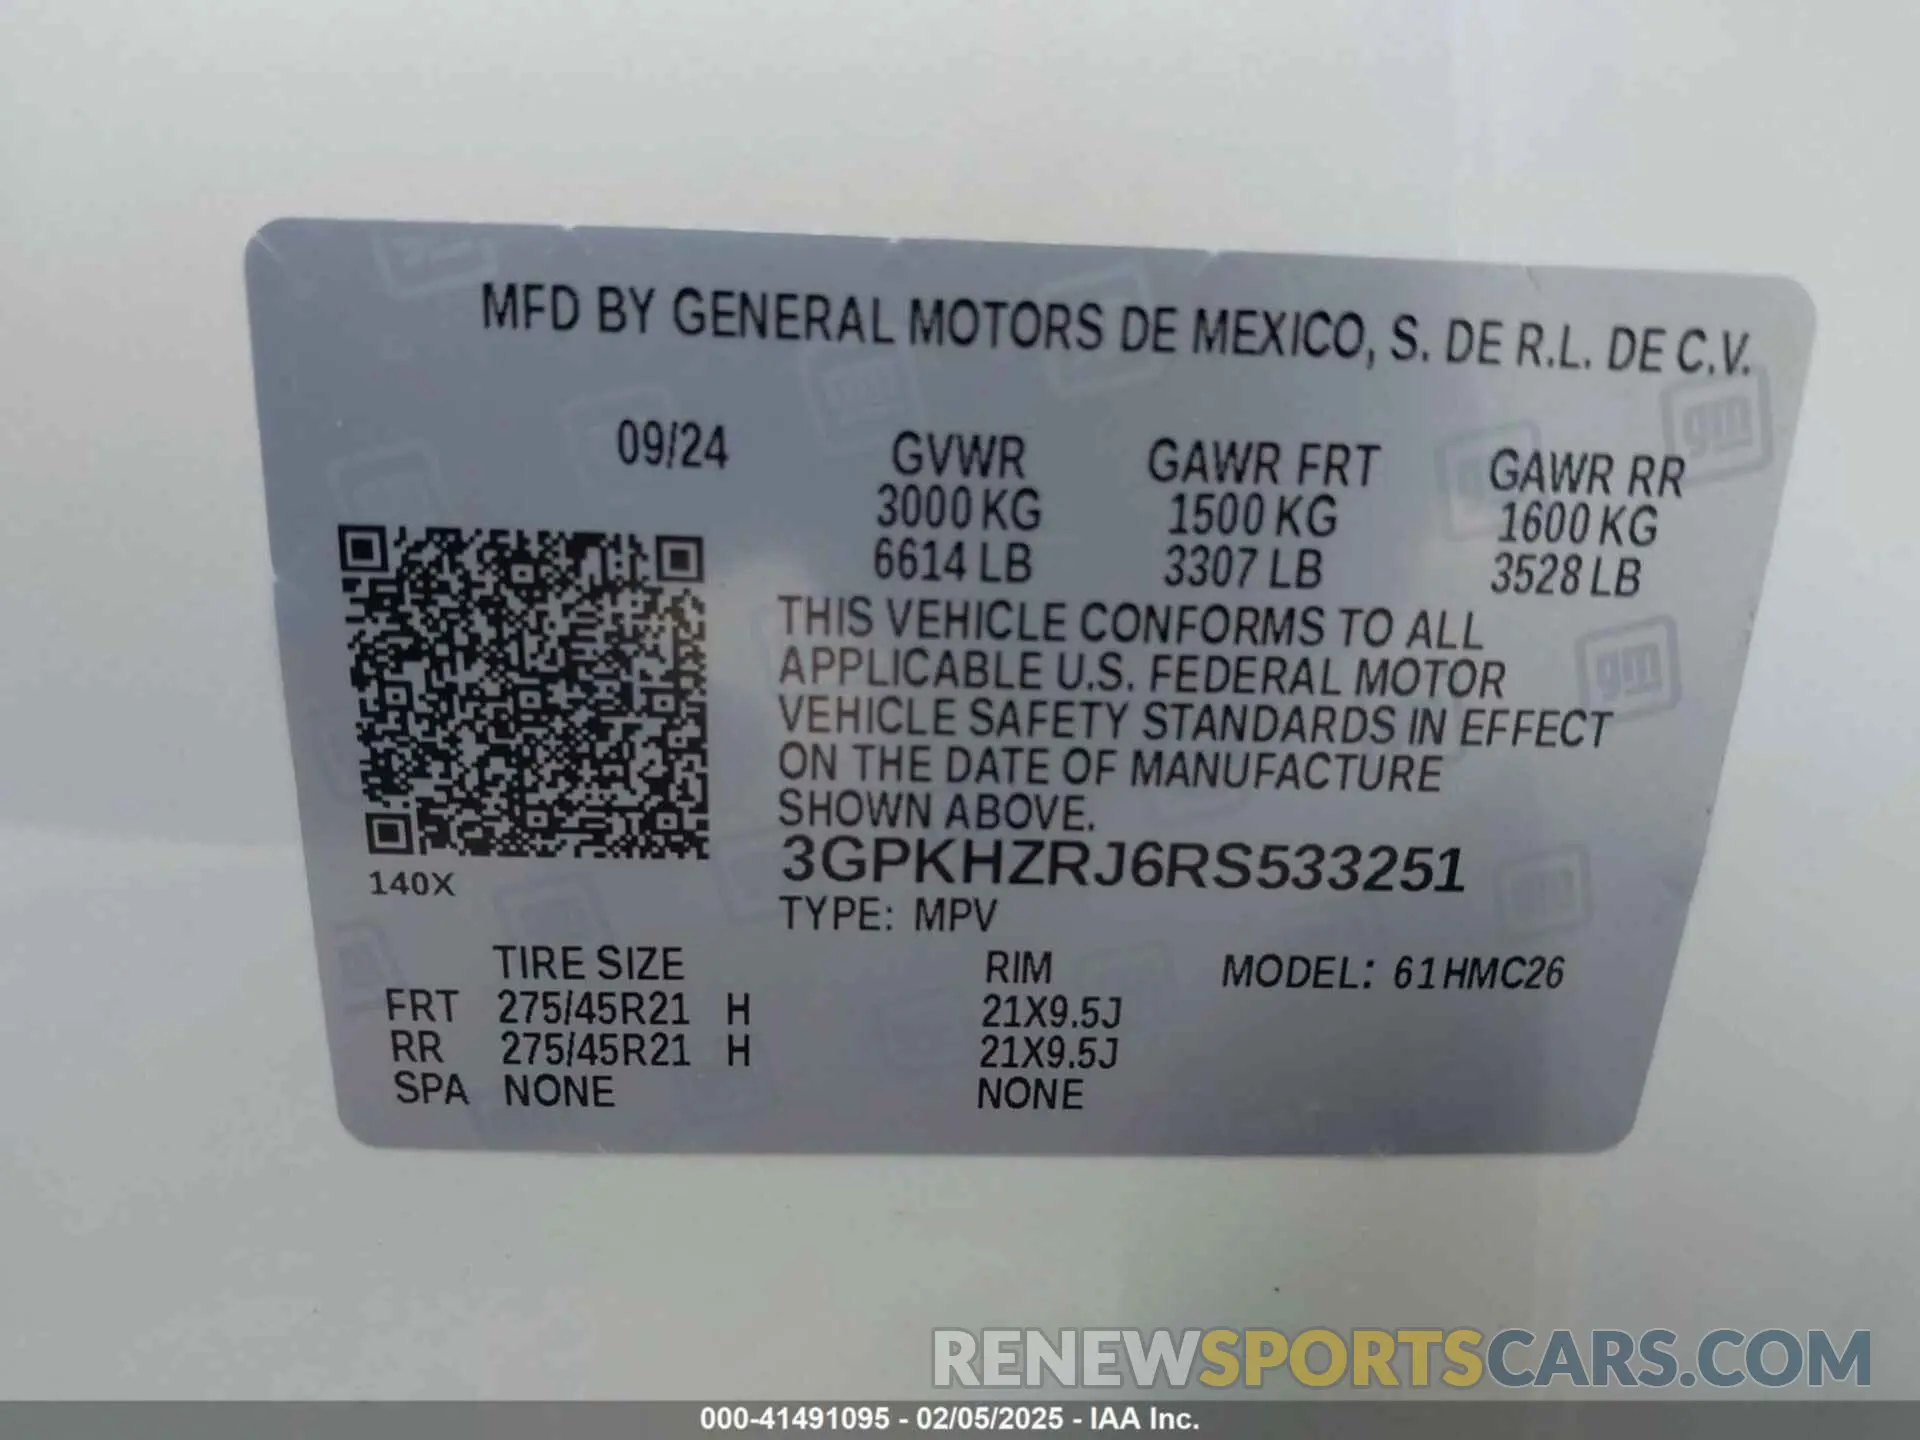 MFD BY GENERAL MOTORS DE MEXICO, S. DE R.L. DE C.V.
09/24
GVWR GAWR FRT GAWR RR
3000 KG 1500 KG 1600 KG
6614 LB 3307 LB 3528 LB
THIS VEHICLE CONFORMS TO ALL
APPLICABLE U.S. FEDERAL MOTOR
VEHICLE SAFETY STANDARDS IN EFFECT
ON THE DATE OF MANUFACTURE
SHOWN ABOVE.
3GPKHZRJ6RS533251
140X
TYPE: MPV
TIRE SIZE RIM MODEL: 61HMC26
FRT 275/45R21 H 21X9.5J
RR 275/45R21 H 21X9.5J
SPA NONE NONE
gm
gm
RENEWSPORTSCARS.COM
000-41491095 - 02/05/2025 - IAA Inc.